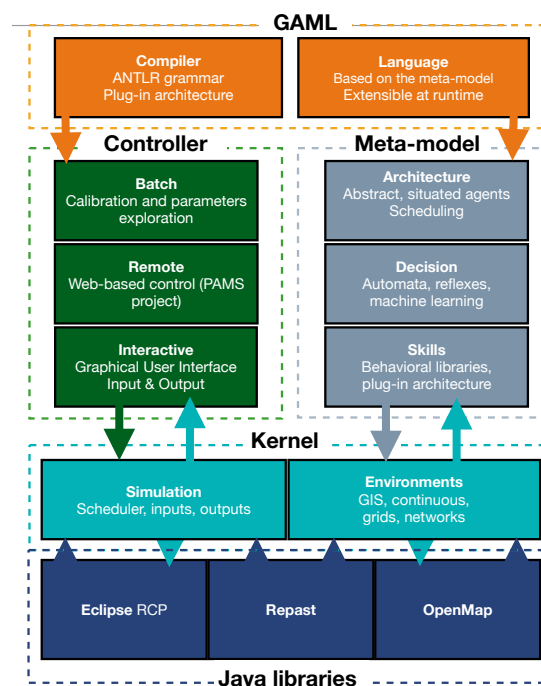 GAML
Compiler
ANTLR grammar
Plug-in architecture
Language
Based on the meta-model
Extensible at runtime
Controller
Batch
Calibration and parameters
exploration
Remote
Web-based control (PAMS
project)
Interactive
Graphical User Interface
Input & Output
Meta-model
Architecture
Abstract, situated agents
Scheduling
Decision
Automata, reflexes,
machine learning
Skills
Behavioral libraries,
plug-in architecture
Kernel
Simulation
Scheduler, inputs, outputs
Environments
GIS, continuous,
grids, networks
Eclipse RCP
Repast
OpenMap
Java libraries